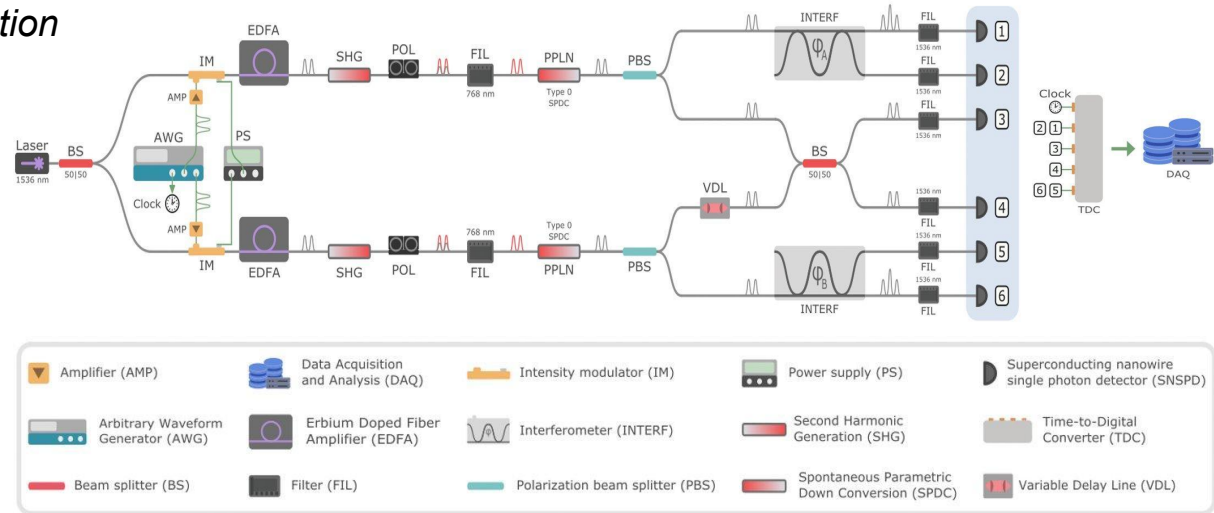 tion
EDFA
IM
SHG
POL
FIL
768 nm
PPLN
Type 0
SPDC
PBS
INTERF
φA
FIL
1536 nm
1
FIL
1536 nm
2
FIL
1536 nm
3
AMP
AWG
PS
Laser
1536 nm
BS
50|50
Clock
AMP
IM
EDFA
SHG
POL
768 nm
FIL
Type 0
SPDC
PPLN
PBS
VDL
BS
50|50
1536 nm
FIL
4
1536 nm
FIL
5
φB
INTERF
1536 nm
FIL
6
Clock
2 1
3
4
6 5
TDC
DAQ
Amplifier (AMP)
Data Acquisition
and Analysis (DAQ)
Intensity modulator (IM)
Power supply (PS)
Superconducting nanowire
single photon detector (SNSPD)
Arbitrary Waveform
Generator (AWG)
Erbium Doped Fiber
Amplifier (EDFA)
φ
Interferometer (INTERF)
Second Harmonic
Generation (SHG)
Time-to-Digital
Converter (TDC)
Beam splitter (BS)
Filter (FIL)
Polarization beam splitter (PBS)
Spontaneous Parametric
Down Conversion (SPDC)
Variable Delay Line (VDL)